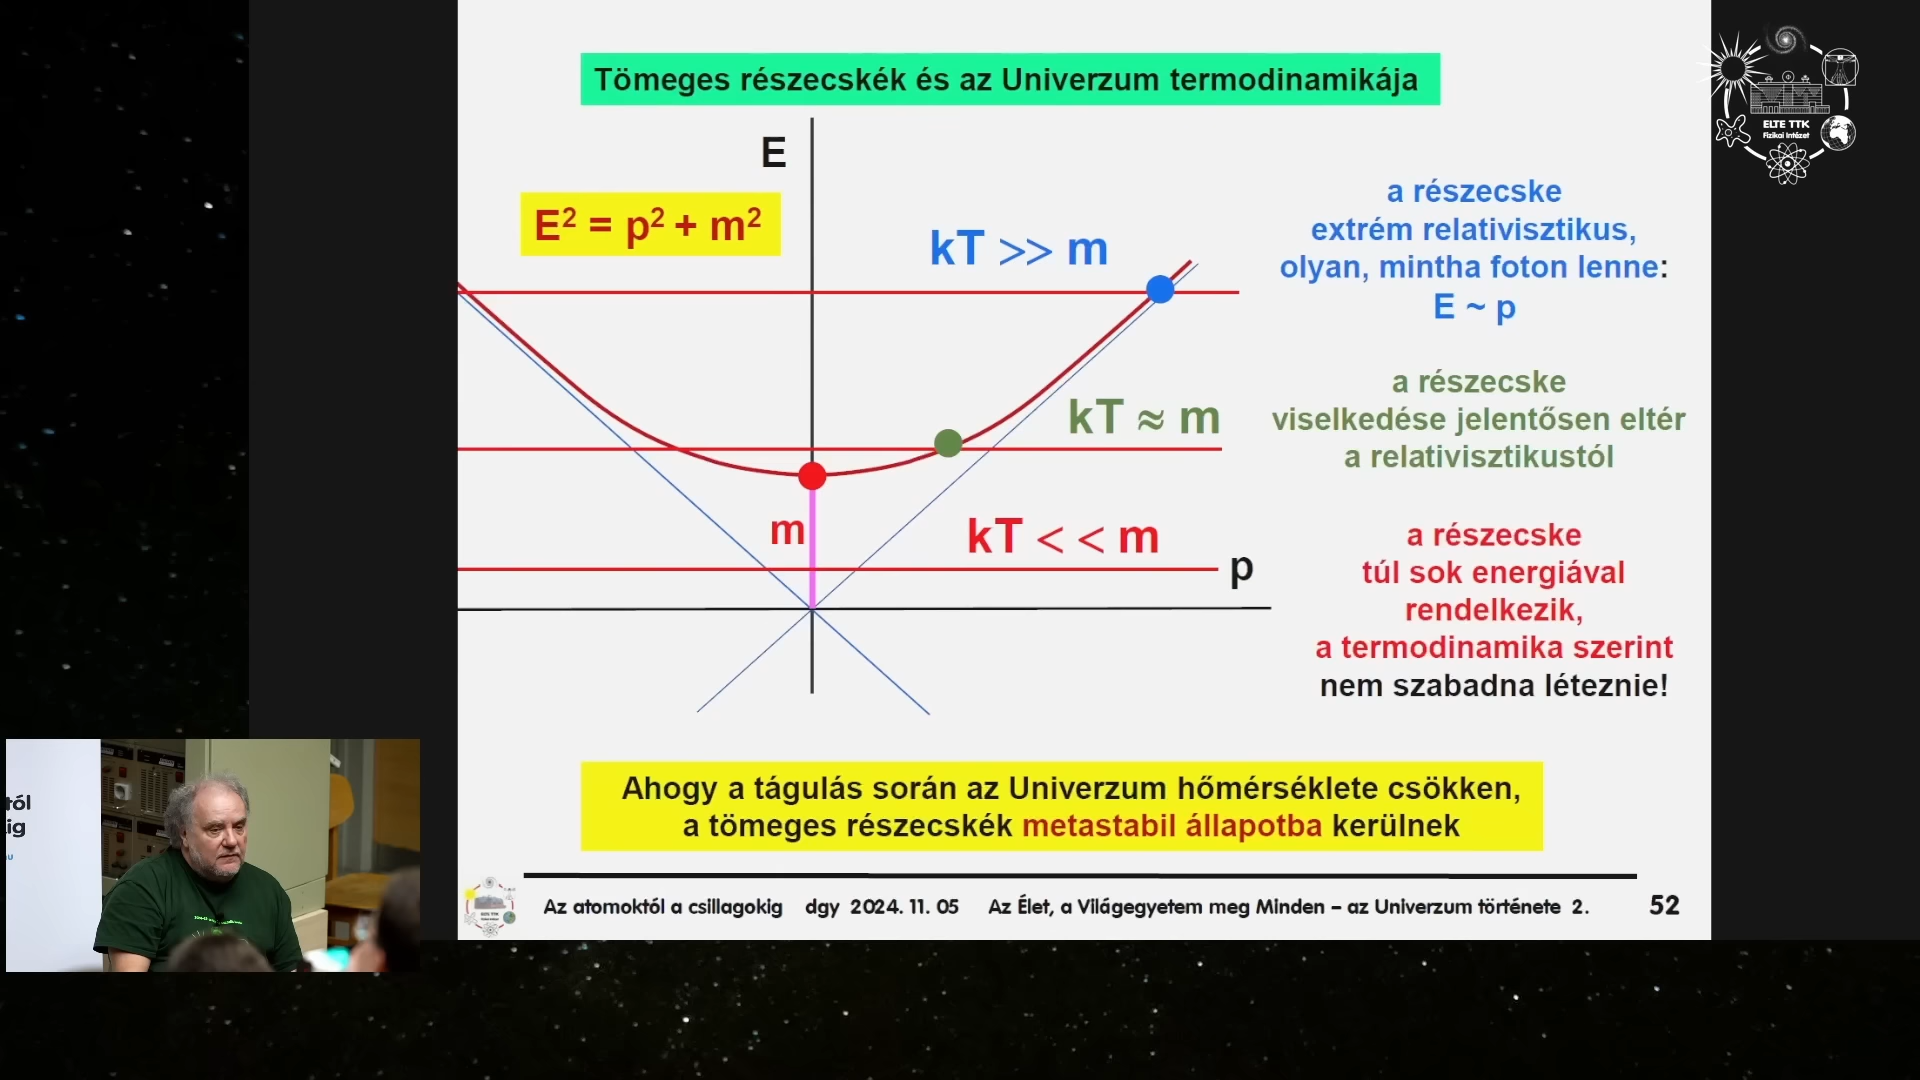 Tömeges részecskék és az Univerzum termodinamikája
E
E² = p² + m²
kT >> m
kT ≈ m
m
kT < < m
p
a részecske
extrém relativisztikus,
olyan, mintha foton lenne:
E ~ p
a részecske
viselkedése jelentősen eltér
a relativisztikustól
a részecske
túl sok energiával
rendelkezik,
a termodinamika szerint
nem szabadna léteznie!
Ahogy a tágulás során az Univerzum hőmérséklete csökken,
a tömeges részecskék metastabil állapotba kerülnek
Az atomoktól a csillagokig dgy 2024. 11. 05 Az Élet, a Világegyetem meg Minden – az Univerzum története 2. 52
ELTE TTK
Fizikai Intézet
tól
ig